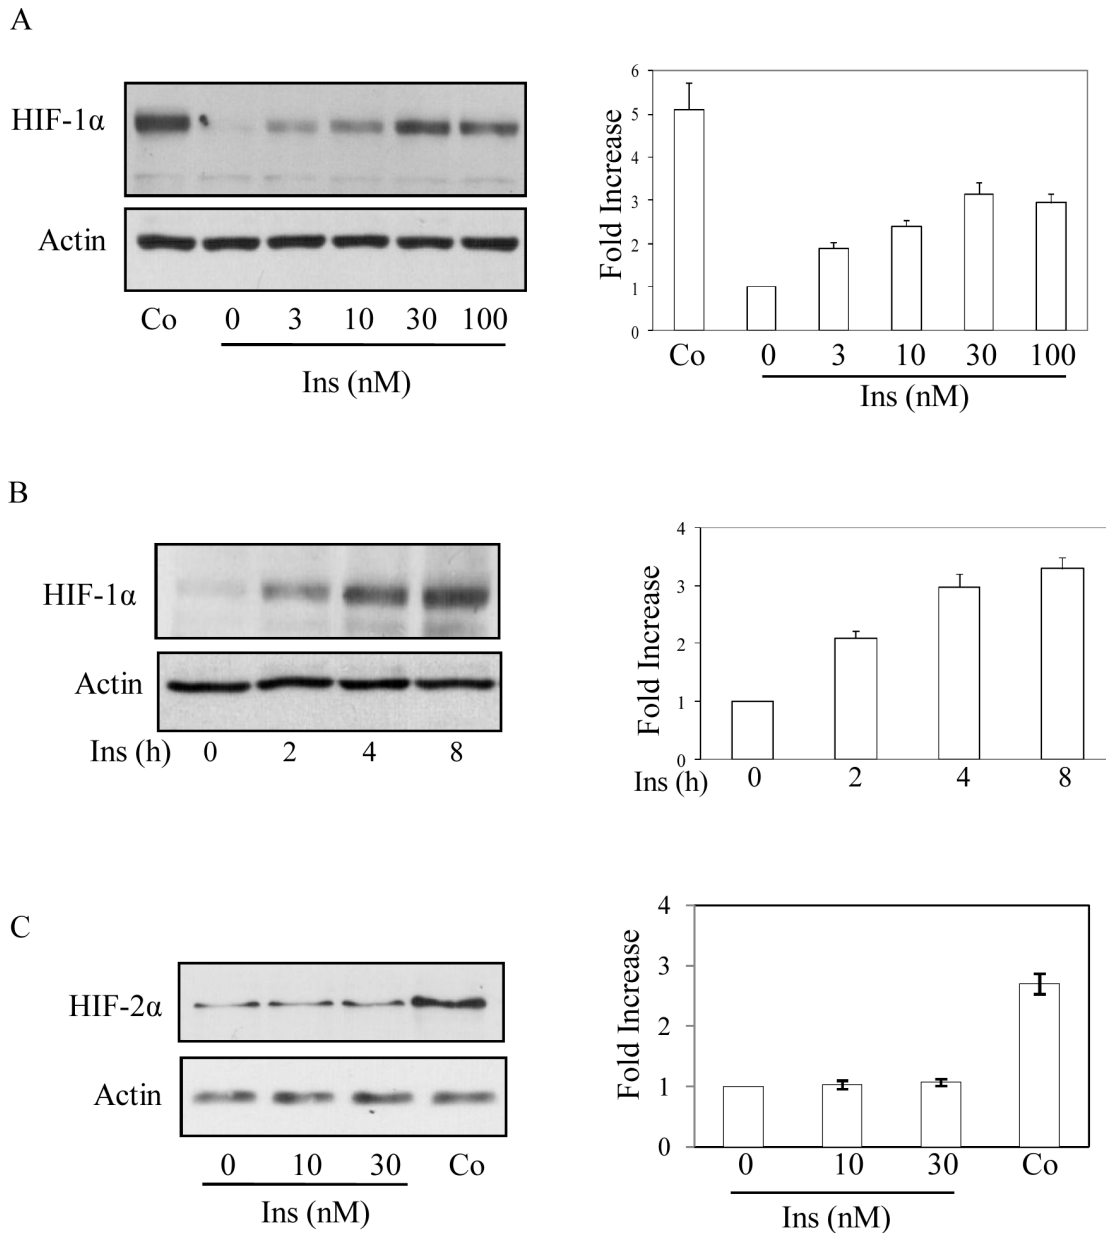 A
HIF-1α
Actin
Co 0 3 10 30 100
Ins (nM)
Fold Increase
6
5
4
3
2
1
0
Co 0 3 10 30 100
Ins (nM)
B
HIF-1α
Actin
Ins (h) 0 2 4 8
Fold Increase
4
3
2
1
0
Ins (h) 0 2 4 8
C
HIF-2α
Actin
0 10 30 Co
Ins (nM)
Fold Increase
4
3
2
1
0
0 10 30 Co
Ins (nM)